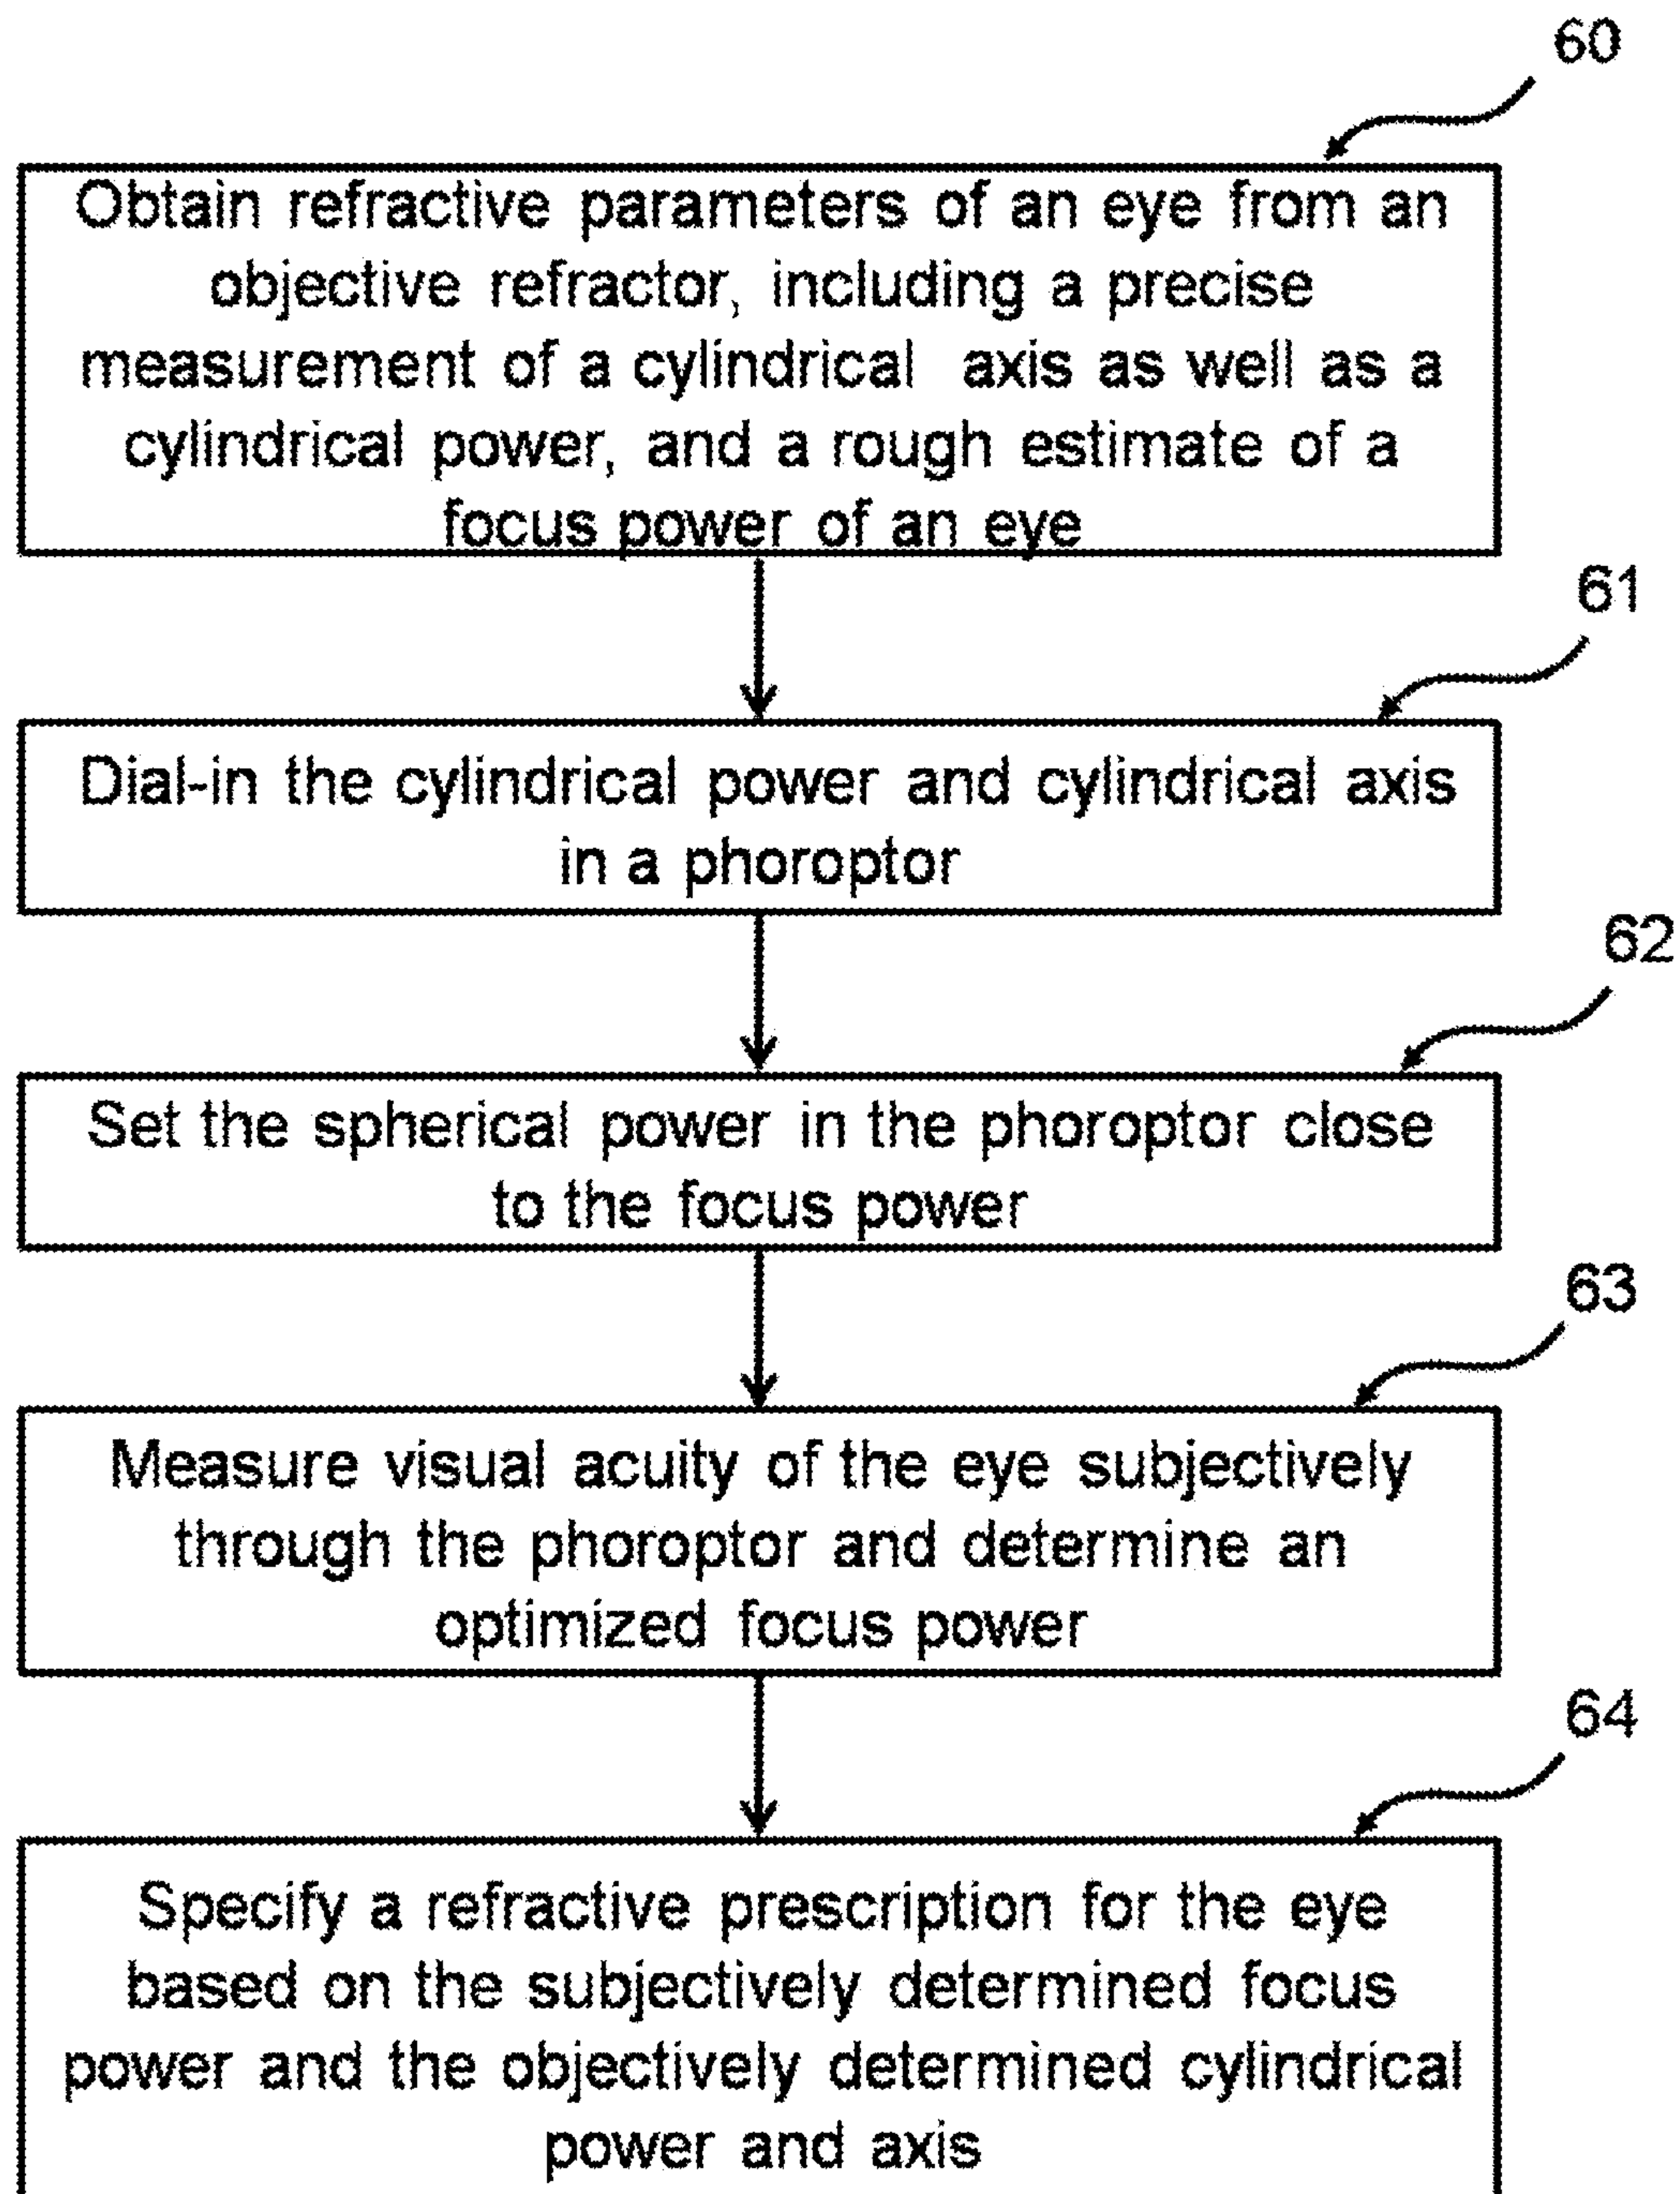 60
Obtain refractive parameters of an eye from an
objective refractor, including a precise
measurement of a cylindrical axis as well as a
cylindrical power, and a rough estimate of a
focus power of an eye
61
Dial-in the cylindrical power and cylindrical axis
in a phoroptor
62
Set the spherical power in the phoroptor close
to the focus power
63
Measure visual acuity of the eye subjectively
through the phoroptor and determine an
optimized focus power
64
Specify a refractive prescription for the eye
based on the subjectively determined focus
power and the objectively determined cylindrical
power and axis